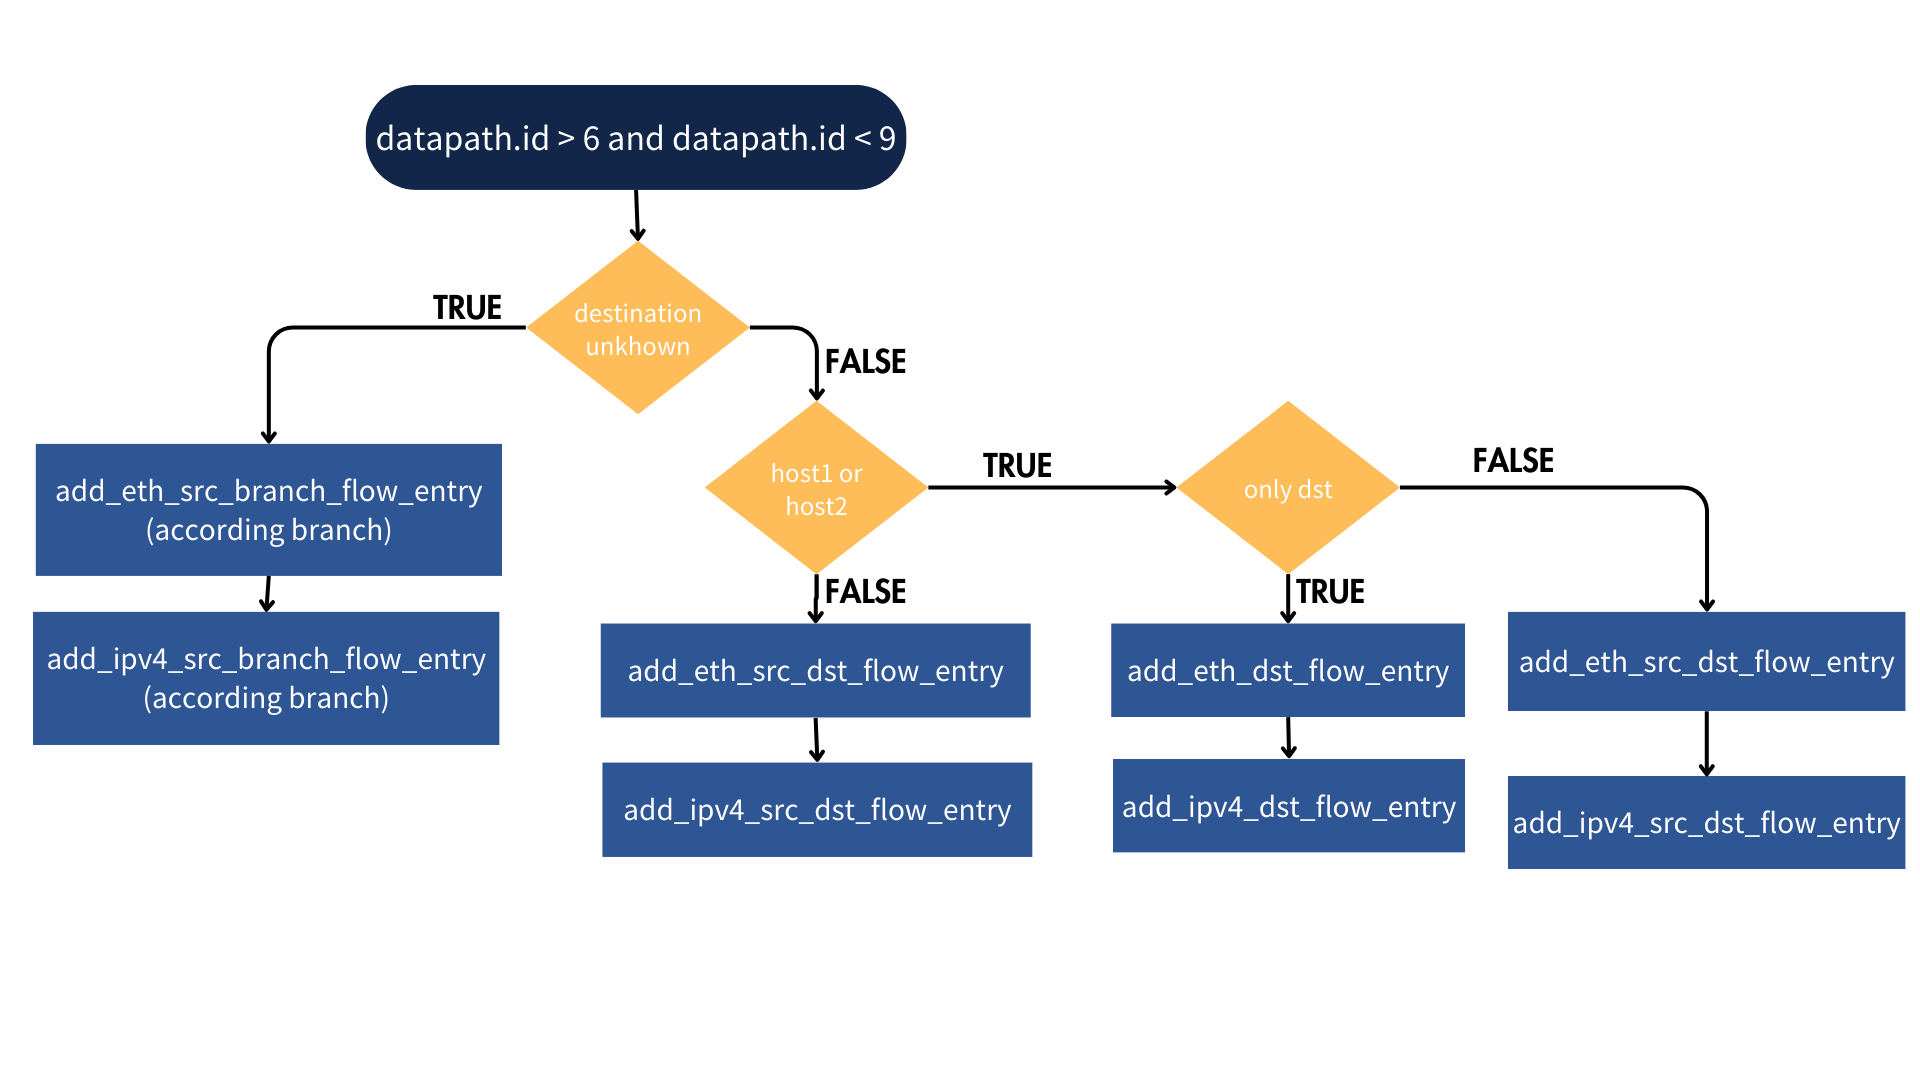 datapath.id > 6 and datapath.id < 9
TRUE
destination
unkhown
FALSE
host1 or
host2
TRUE
only dst
FALSE
add_eth_src_branch_flow_entry
(according branch)
FALSE
TRUE
add_ipv4_src_branch_flow_entry
(according branch)
add_eth_src_dst_flow_entry
add_eth_dst_flow_entry
add_eth_src_dst_flow_entry
add_ipv4_src_dst_flow_entry
add_ipv4_dst_flow_entry
add_ipv4_src_dst_flow_entry